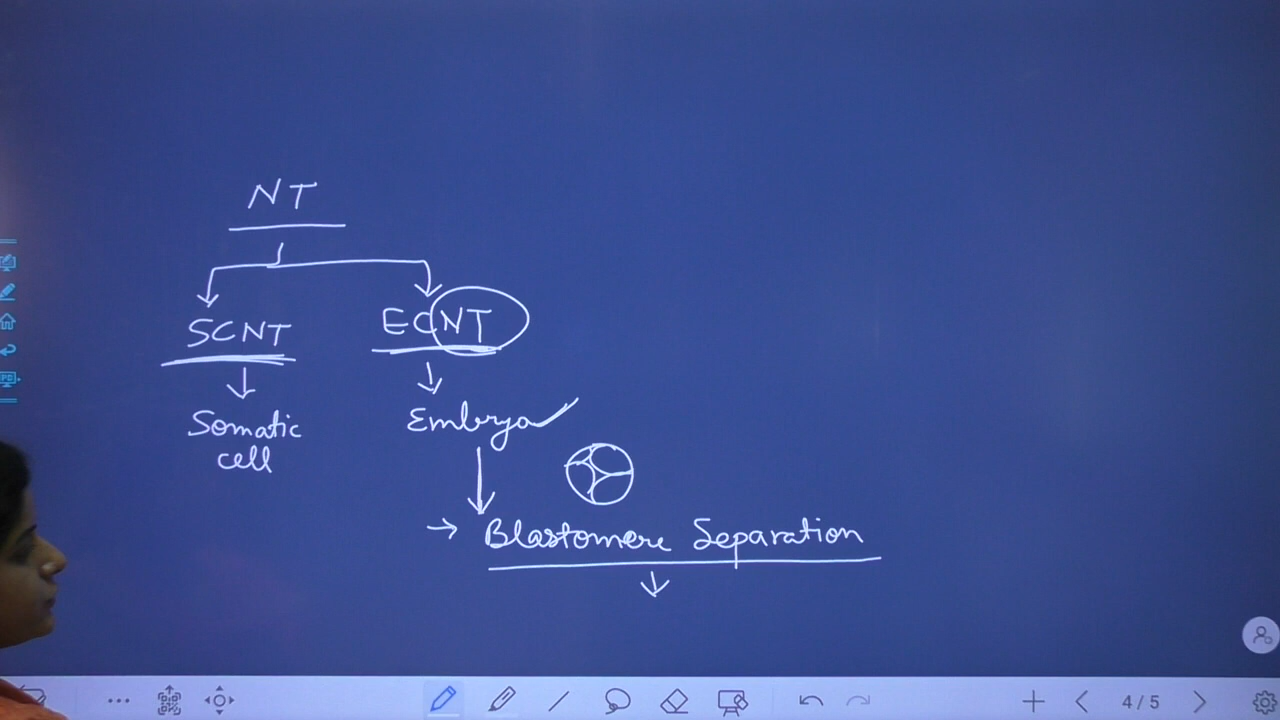 NT
SCNT ECNT
Somatic Embryo
cell
→ Blastomere Separation
4/5